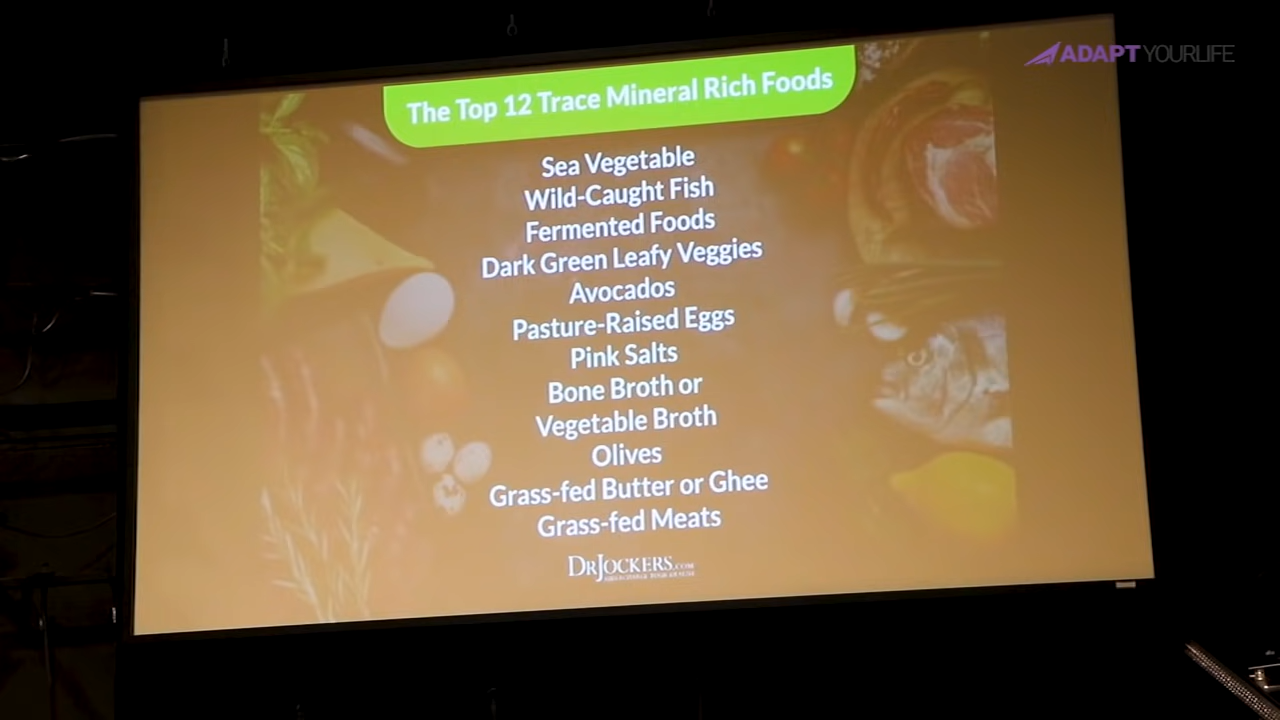 ADAPTYOURLIFE
The Top 12 Trace Mineral Rich Foods
Sea Vegetable
Wild-Caught Fish
Fermented Foods
Dark Green Leafy Veggies
Avocados
Pasture-Raised Eggs
Pink Salts
Bone Broth or
Vegetable Broth
Olives
Grass-fed Butter or Ghee
Grass-fed Meats
DRJOCKERS.COM